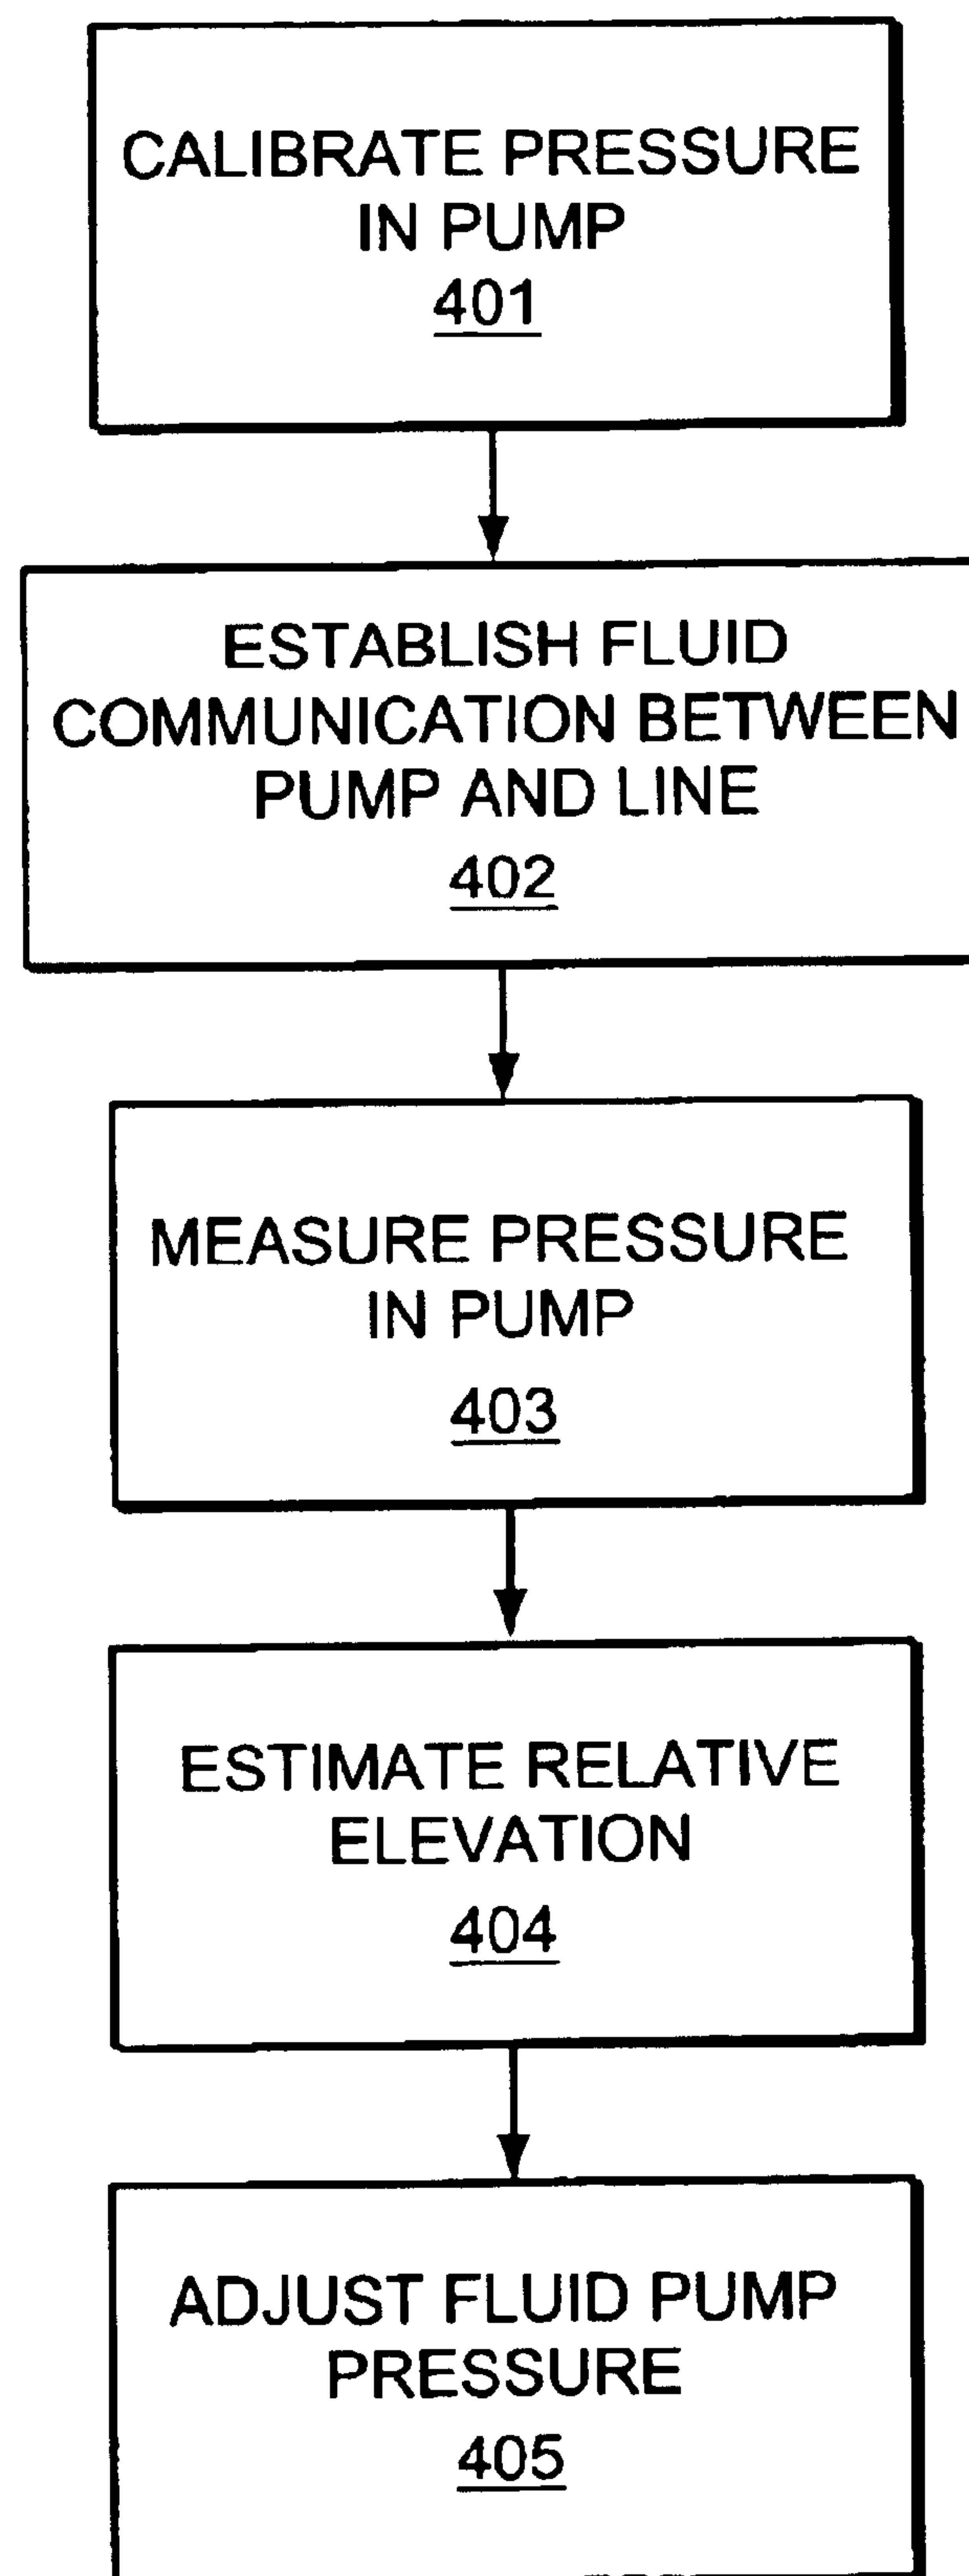 CALIBRATE PRESSURE
IN PUMP
401
ESTABLISH FLUID
COMMUNICATION BETWEEN
PUMP AND LINE
402
MEASURE PRESSURE
IN PUMP
403
ESTIMATE RELATIVE
ELEVATION
404
ADJUST FLUID PUMP
PRESSURE
405